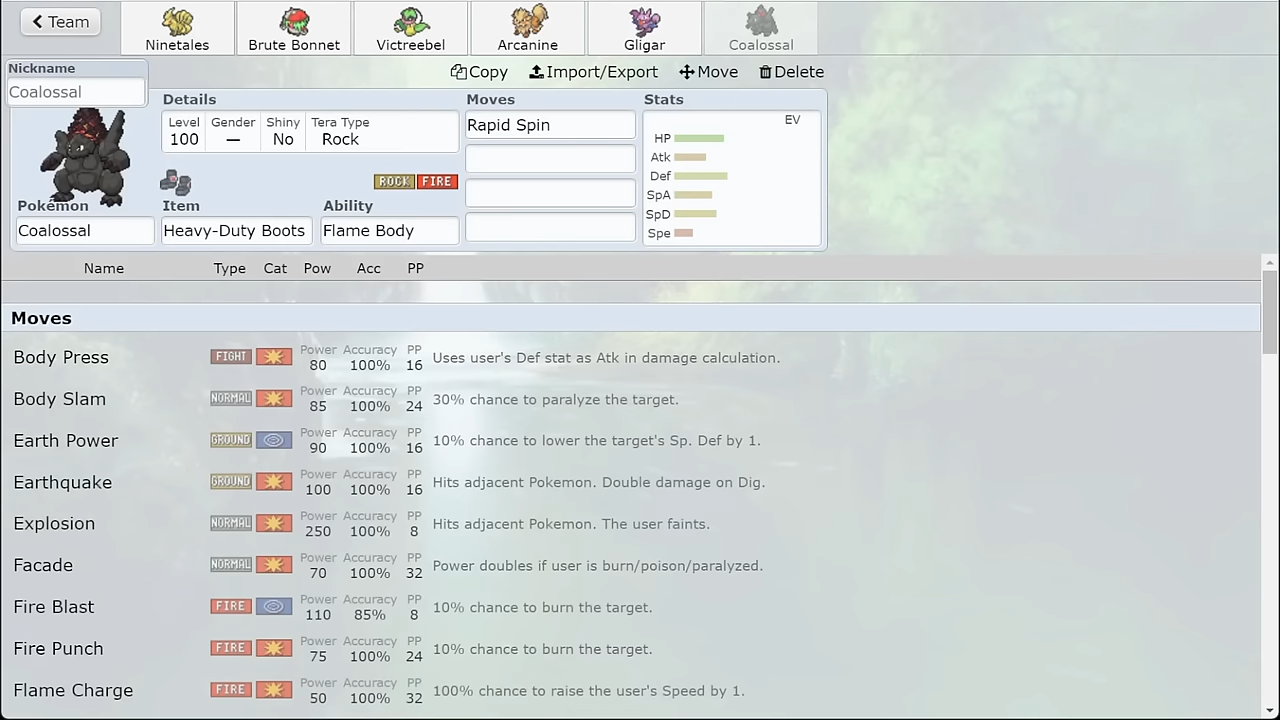 Team
Ninetales
Brute Bonnet
Victreebel
Arcanine
Gligar
Coalossal
Copy Import/Export Move Delete
Nickname
Coalossal
Details
Level Gender Shiny Tera Type
100 — No Rock
ROCK FIRE
Pokémon Item Ability
Coalossal Heavy-Duty Boots Flame Body
Moves
Rapid Spin
Stats
EV
HP
Atk
Def
SpA
SpD
Spe
Name Type Cat Pow Acc PP
Moves
Body Press FIGHT Power 80 Accuracy 100% PP 16 Uses user's Def stat as Atk in damage calculation.
Body Slam NORMAL Power 85 Accuracy 100% PP 24 30% chance to paralyze the target.
Earth Power GROUND Power 90 Accuracy 100% PP 16 10% chance to lower the target's Sp. Def by 1.
Earthquake GROUND Power 100 Accuracy 100% PP 16 Hits adjacent Pokemon. Double damage on Dig.
Explosion NORMAL Power 250 Accuracy 100% PP 8 Hits adjacent Pokemon. The user faints.
Facade NORMAL Power 70 Accuracy 100% PP 32 Power doubles if user is burn/poison/paralyzed.
Fire Blast FIRE Power 110 Accuracy 85% PP 8 10% chance to burn the target.
Fire Punch FIRE Power 75 Accuracy 100% PP 24 10% chance to burn the target.
Flame Charge FIRE Power 50 Accuracy 100% PP 32 100% chance to raise the user's Speed by 1.